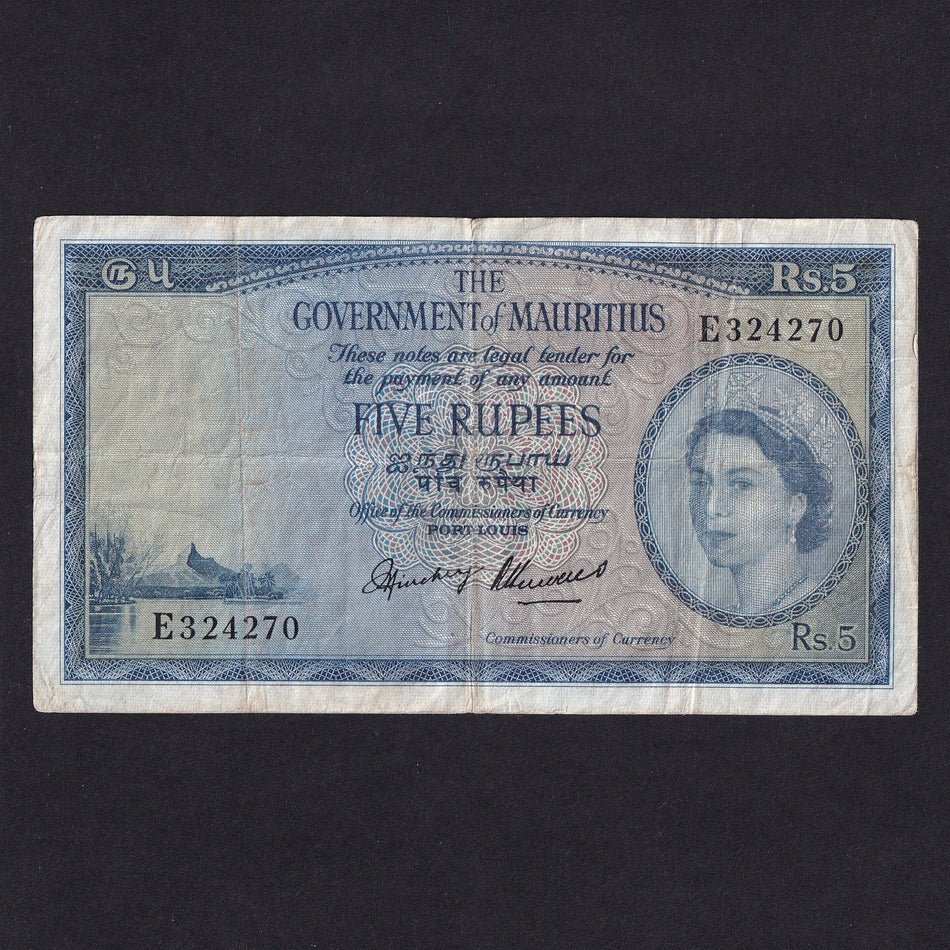 ௫ ५ Rs.5
THE
GOVERNMENT of MAURITIUS
E324270
These notes are legal tender for
the payment of any amount
FIVE RUPEES
ஐந்து ரூபாய்
पांच रुपैया
Office of the Commissioners of Currency
PORT LOUIS
E324270
Commissioners of Currency
Rs.5